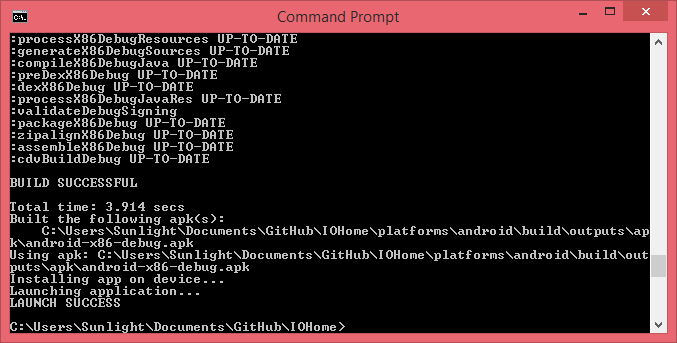 Command Prompt
:processX86DebugResources UP-TO-DATE
:generateX86DebugSources UP-TO-DATE
:compileX86DebugJava UP-TO-DATE
:preDexX86Debug UP-TO-DATE
:dexX86Debug UP-TO-DATE
:processX86DebugJavaRes UP-TO-DATE
:validateDebugSigning
:packageX86Debug UP-TO-DATE
:zipalignX86Debug UP-TO-DATE
:assembleX86Debug UP-TO-DATE
:cdvBuildDebug UP-TO-DATE
BUILD SUCCESSFUL
Total time: 3.914 secs
Built the following apk(s):
C:\Users\Sunlight\Documents\GitHub\IOHome\platforms\android\build\outputs\ap
k\android-x86-debug.apk
Using apk: C:\Users\Sunlight\Documents\GitHub\IOHome\platforms\android\build\out
puts\apk\android-x86-debug.apk
Installing app on device...
Launching application...
LAUNCH SUCCESS
C:\Users\Sunlight\Documents\GitHub\IOHome>